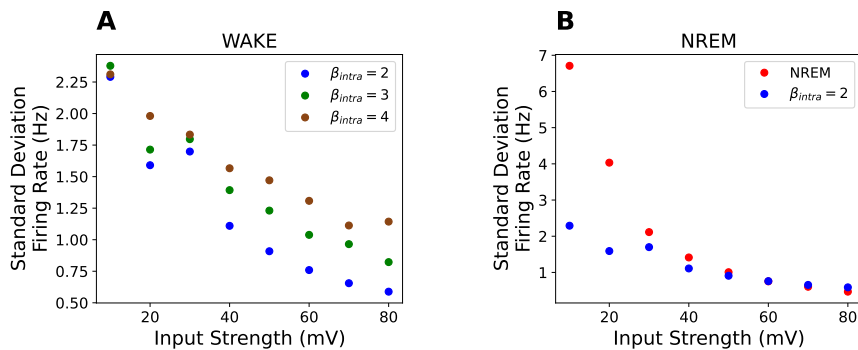 A
WAKE
Standard Deviation
Firing Rate (Hz)
2.25
2.00
1.75
1.50
1.25
1.00
0.75
0.50
β_intra = 2
β_intra = 3
β_intra = 4
20
40
60
80
Input Strength (mV)
B
NREM
Standard Deviation
Firing Rate (Hz)
7
6
5
4
3
2
1
NREM
β_intra = 2
20
40
60
80
Input Strength (mV)